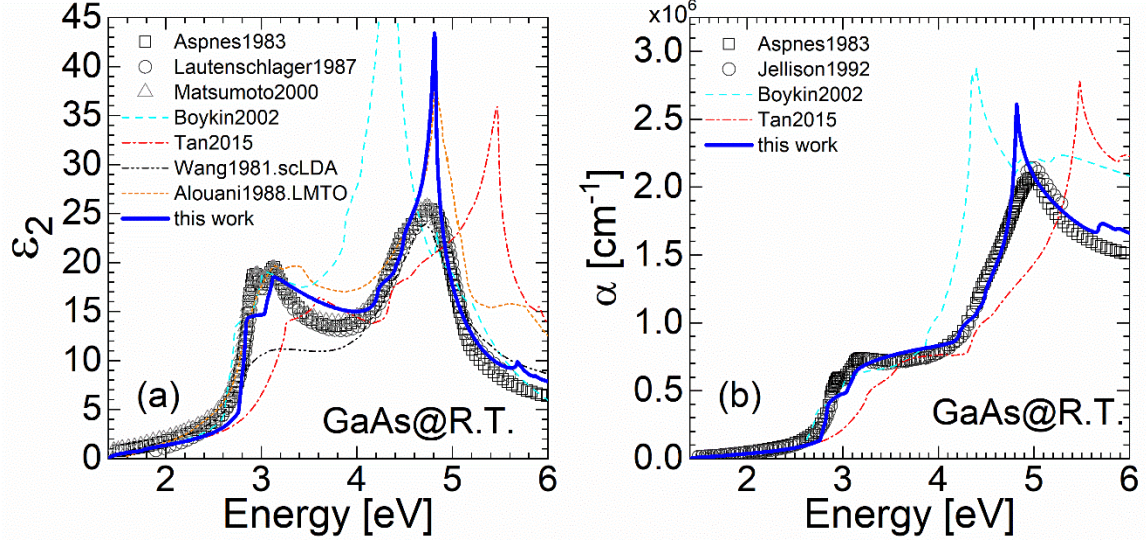 45
40
35
30
25
20
15
10
5
0
ε2
Aspnes1983
Lautenschlager1987
Matsumoto2000
Boykin2002
Tan2015
Wang1981.scLDA
Alouani1988.LMTO
this work
(a)
GaAs@R.T.
2 3 4 5 6
Energy [eV]
×10⁶
3.0
2.5
2.0
1.5
1.0
0.5
0.0
α [cm⁻¹]
Aspnes1983
Jellison1992
Boykin2002
Tan2015
this work
(b)
GaAs@R.T.
2 3 4 5 6
Energy [eV]